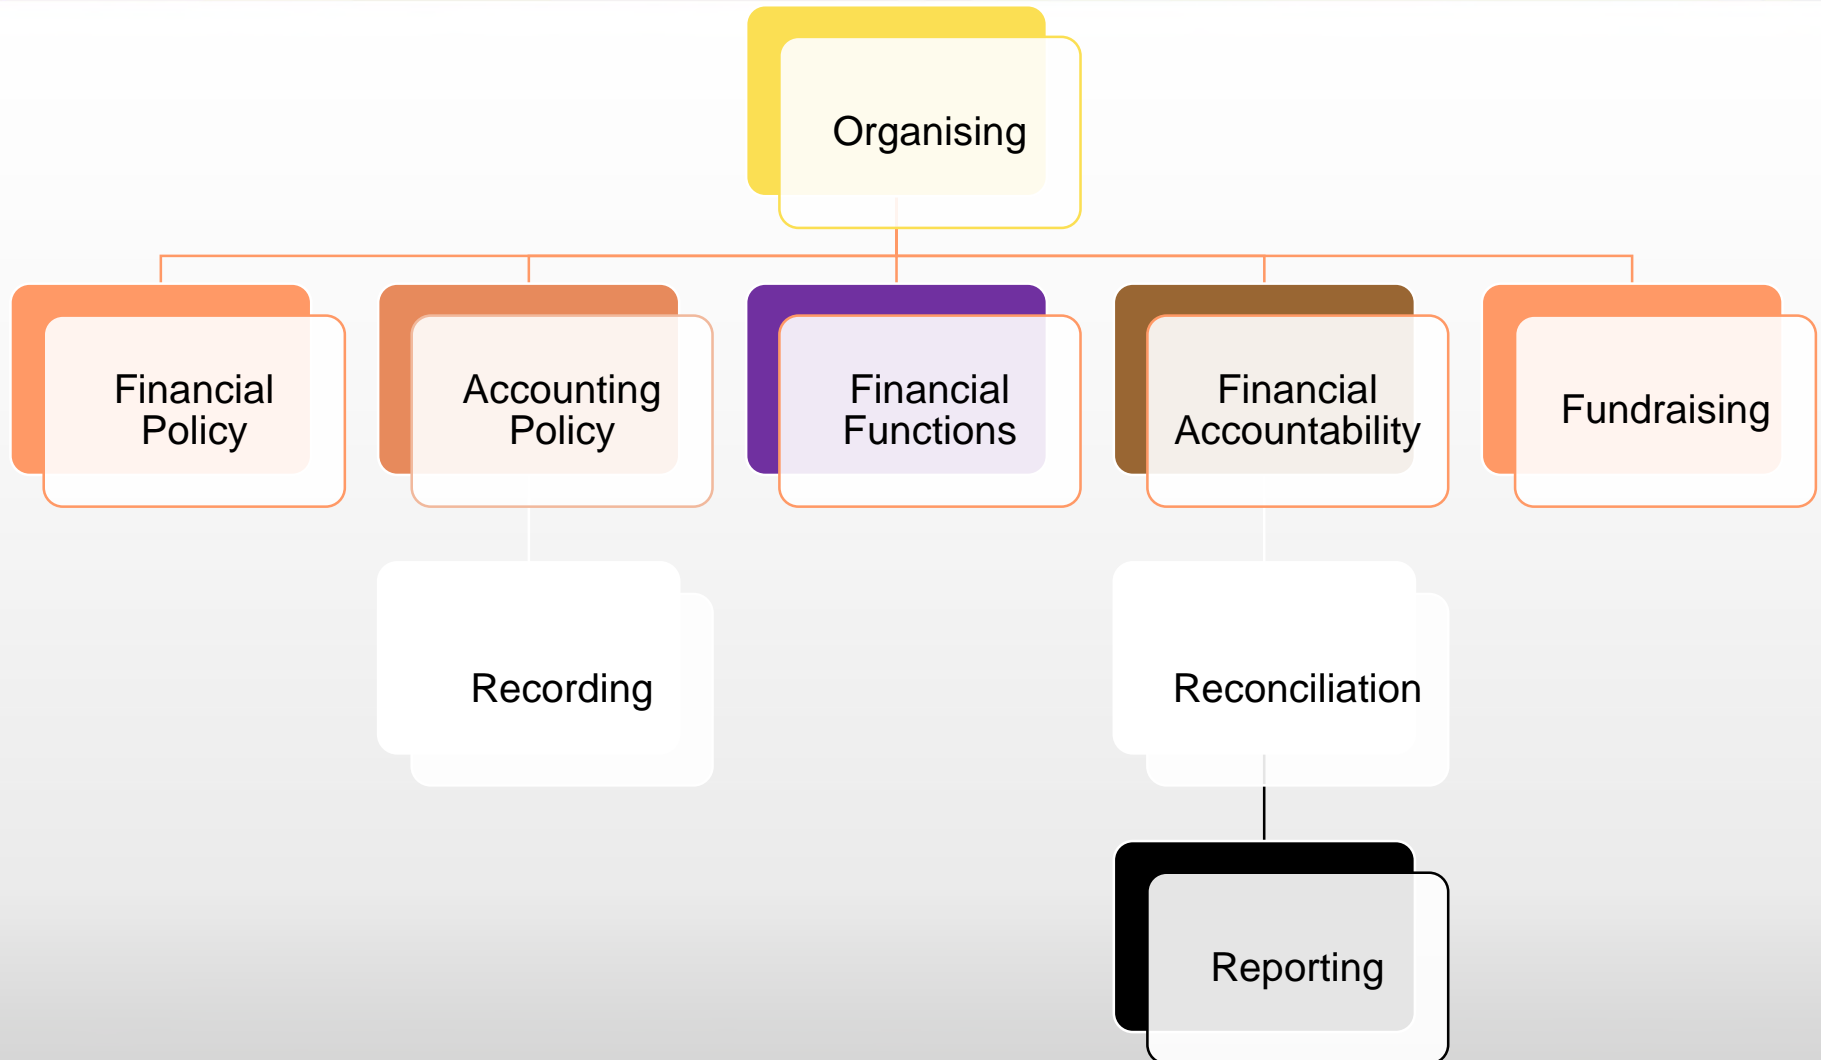 Organising
Financial
Policy
Accounting
Policy
Financial
Functions
Financial
Accountability
Fundraising
Recording
Reconciliation
Reporting